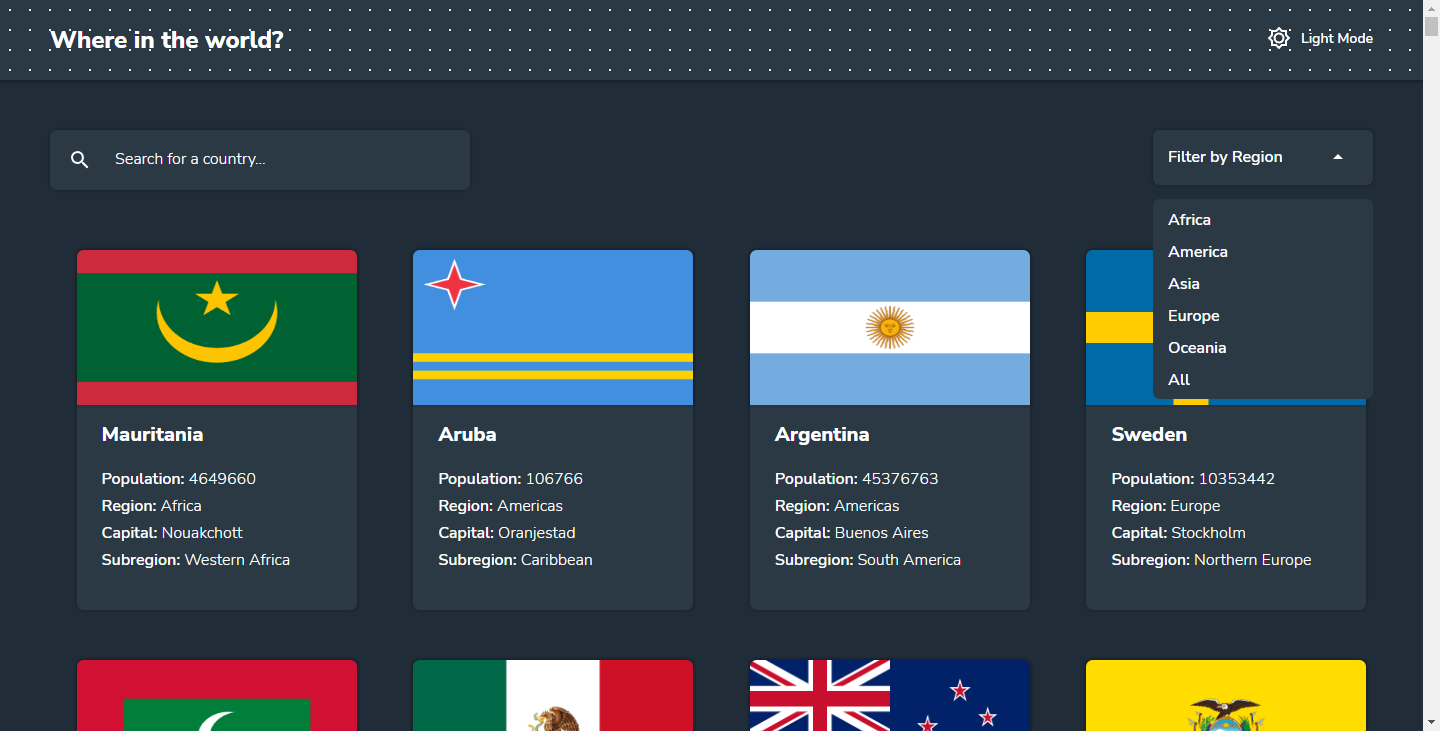 Where in the world?
Light Mode
Search for a country...
Filter by Region
Africa
America
Asia
Europe
Oceania
All
Mauritania
Population: 4649660
Region: Africa
Capital: Nouakchott
Subregion: Western Africa
Aruba
Population: 106766
Region: Americas
Capital: Oranjestad
Subregion: Caribbean
Argentina
Population: 45376763
Region: Americas
Capital: Buenos Aires
Subregion: South America
Sweden
Population: 10353442
Region: Europe
Capital: Stockholm
Subregion: Northern Europe